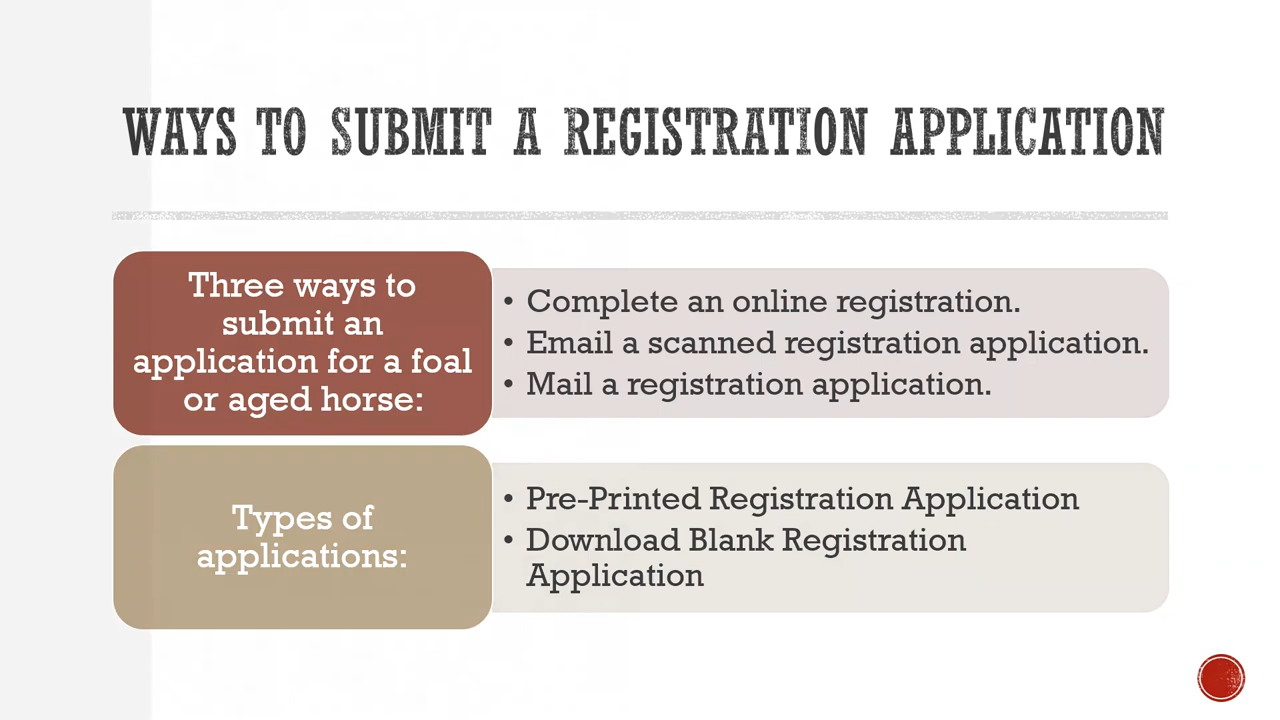 WAYS TO SUBMIT A REGISTRATION APPLICATION
Three ways to
submit an
application for a foal
or aged horse:
• Complete an online registration.
• Email a scanned registration application.
• Mail a registration application.
Types of
applications:
• Pre-Printed Registration Application
• Download Blank Registration
Application